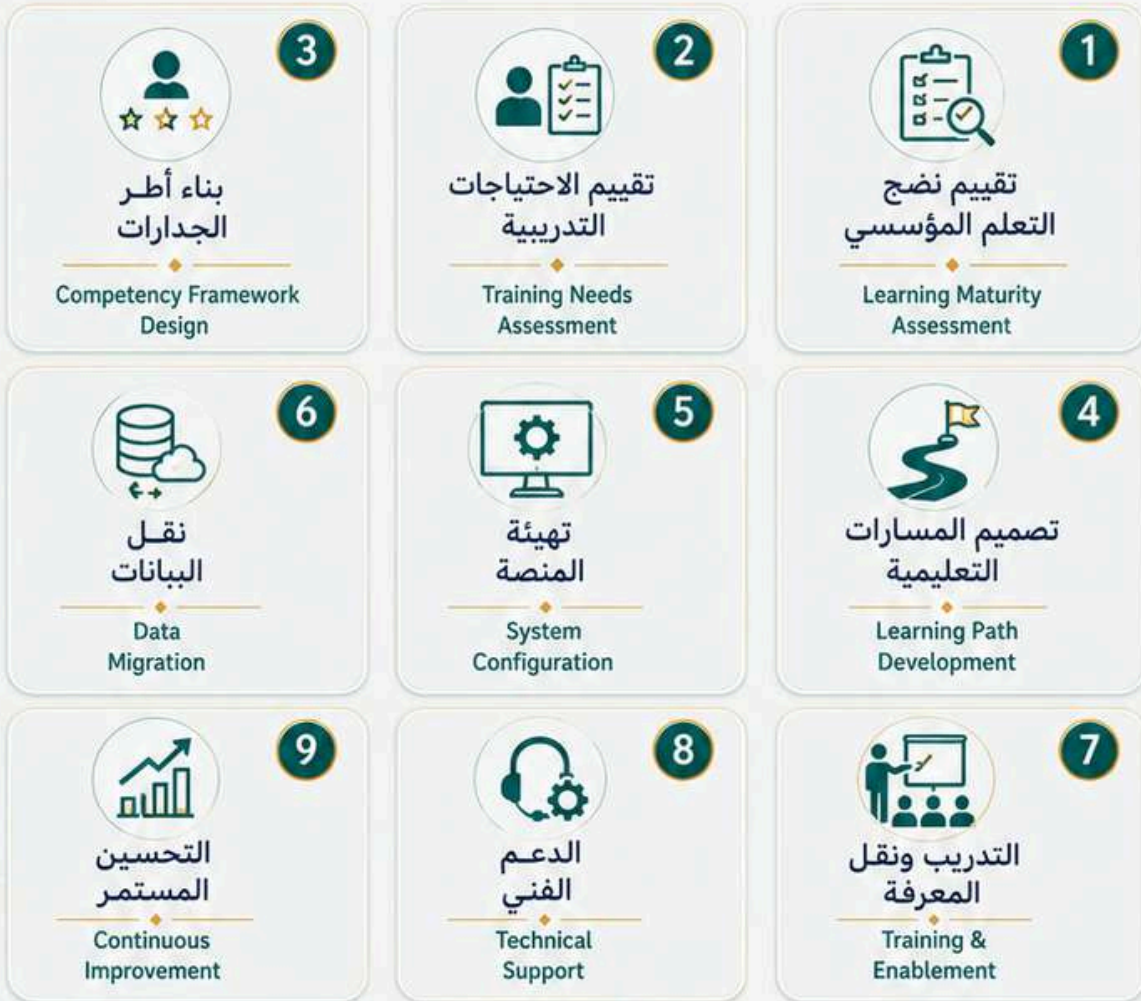 1
تقييم نضج
التعلم المؤسسي
Learning Maturity
Assessment
2
تقييم الاحتياجات
التدريبية
Training Needs
Assessment
3
بناء أطر
الجدارات
Competency Framework
Design
4
تصميم المسارات
التعليمية
Learning Path
Development
5
تهيئة
المنصة
System
Configuration
6
نقل
البيانات
Data
Migration
7
التدريب ونقل
المعرفة
Training &
Enablement
8
الدعم
الفني
Technical
Support
9
التحسين
المستمر
Continuous
Improvement